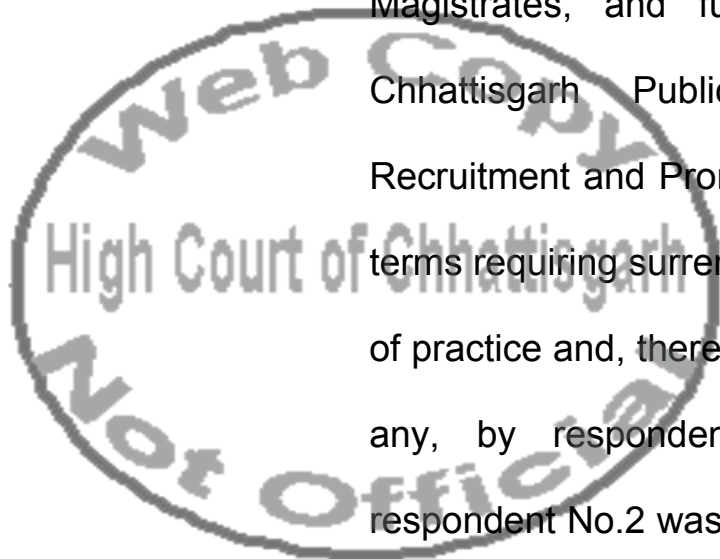 Magistrates, and fu
Chhattisgarh Public
Recruitment and Pro
terms requiring surre
of practice and, there
any, by responde
respondent No.2 was
Web Copy
High Court of Chhattisgarh
Not Official